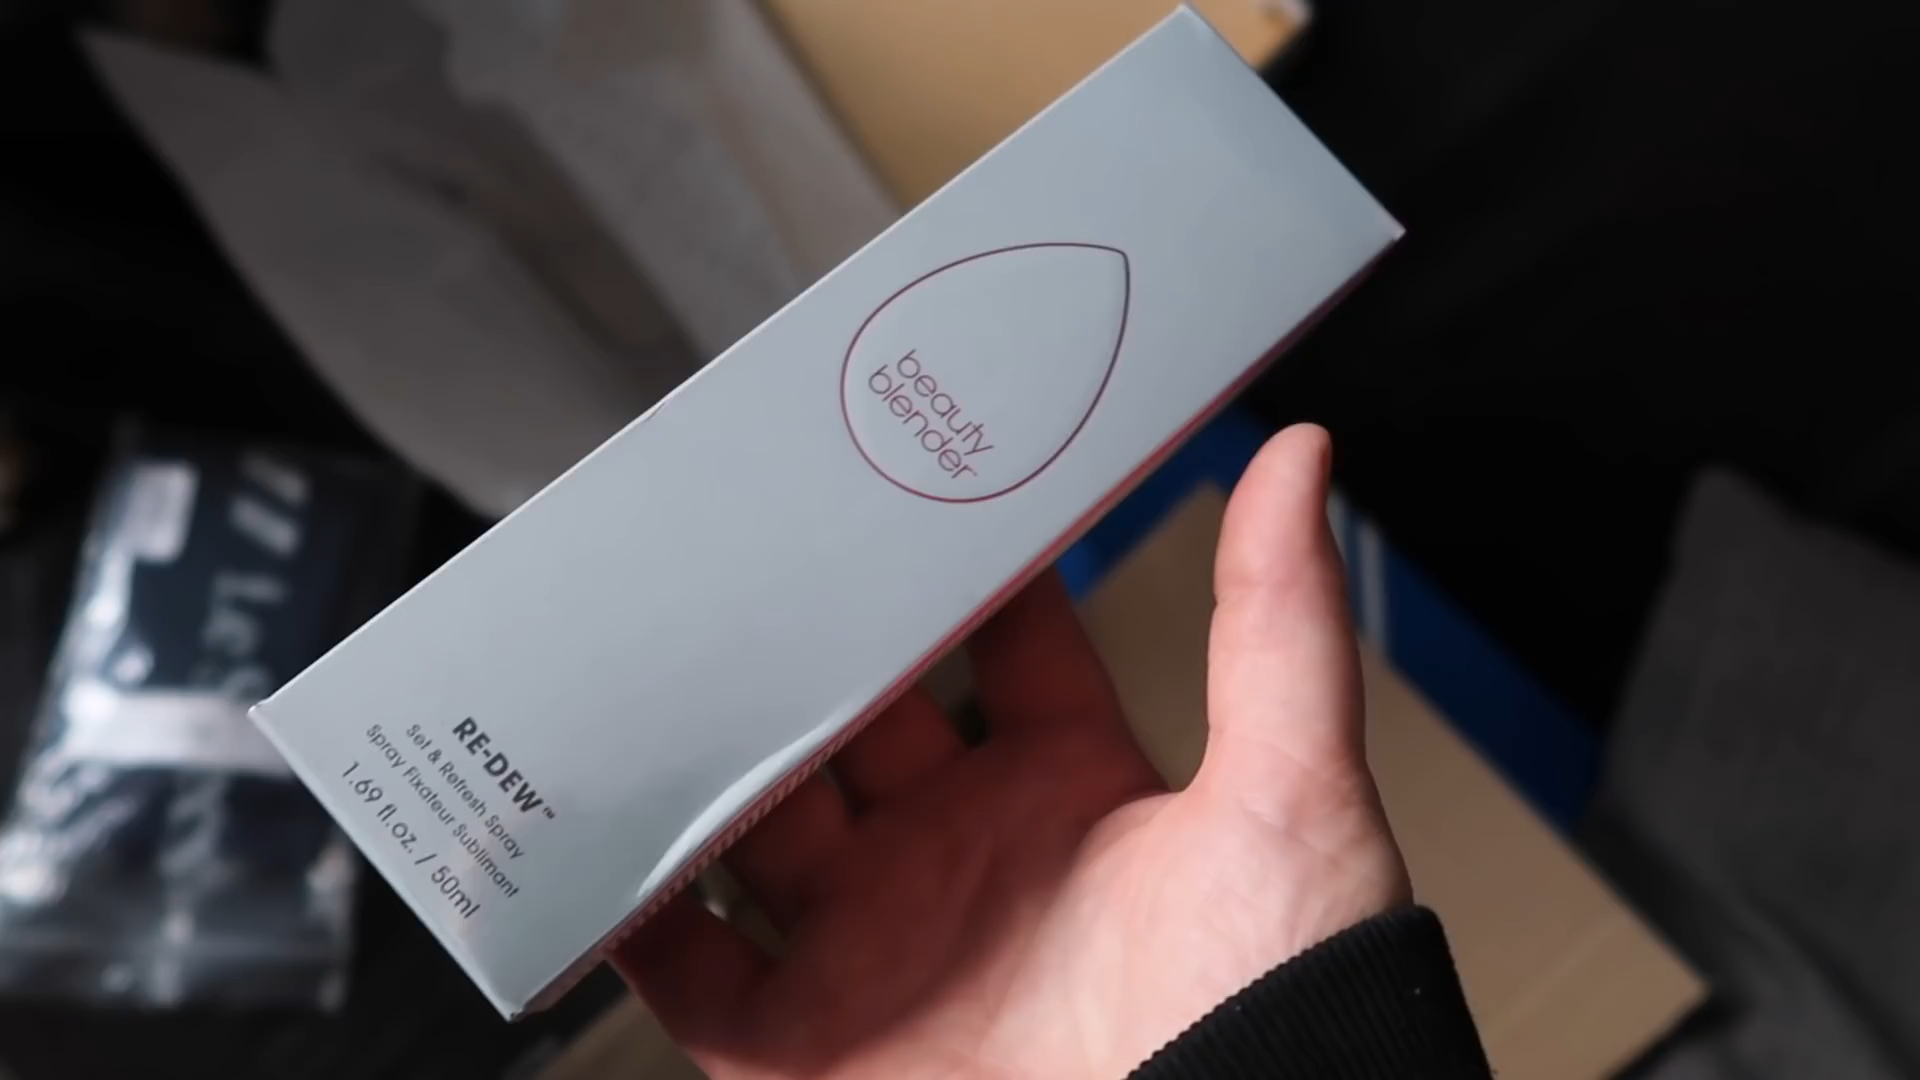 beauty
blender
RE-DEW™
Set & Refresh Spray
Spray Fixateur Sublimant
1.69 fl.oz. / 50ml